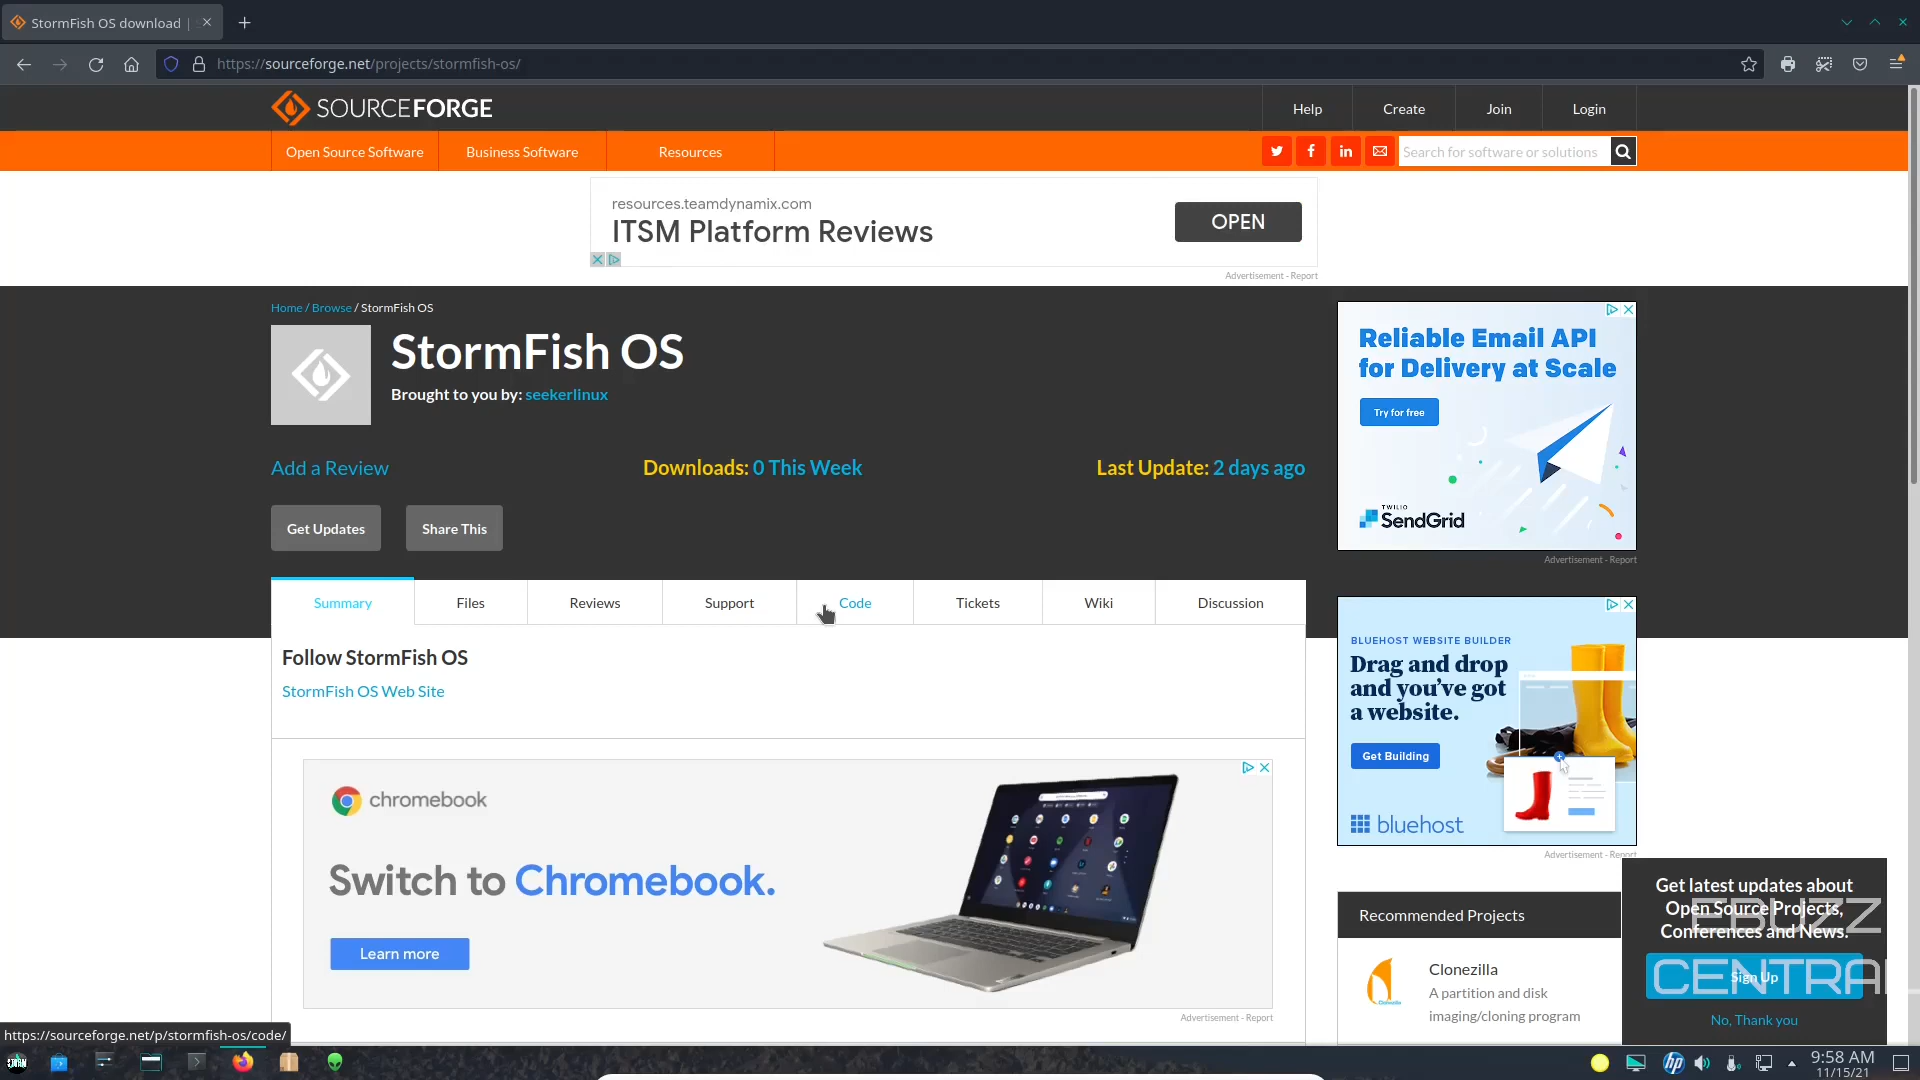 StormFish OS download |
https://sourceforge.net/projects/stormfish-os/
SOURCEFORGE
Help
Create
Join
Login
Open Source Software
Business Software
Resources
Search for software or solutions
resources.teamdynamix.com
ITSM Platform Reviews
OPEN
Advertisement - Report
Home / Browse / StormFish OS
StormFish OS
Brought to you by: seekerlinux
Add a Review
Downloads: 0 This Week
Last Update: 2 days ago
Get Updates
Share This
Reliable Email API
for Delivery at Scale
Try for free
TWILIO
SendGrid
Advertisement - Report
Summary
Files
Reviews
Support
Code
Tickets
Wiki
Discussion
Follow StormFish OS
StormFish OS Web Site
BLUEHOST WEBSITE BUILDER
Drag and drop
and you've got
a website.
Get Building
bluehost
Advertisement - Report
chromebook
Switch to Chromebook.
Learn more
Advertisement - Report
Recommended Projects
Clonezilla
A partition and disk
imaging/cloning program
Get latest updates about
Open Source Projects,
Conferences and News.
Sign Up
No, Thank you
EBUZZ
CENTRAL
https://sourceforge.net/p/stormfish-os/code/
hp
9:58 AM
11/15/21